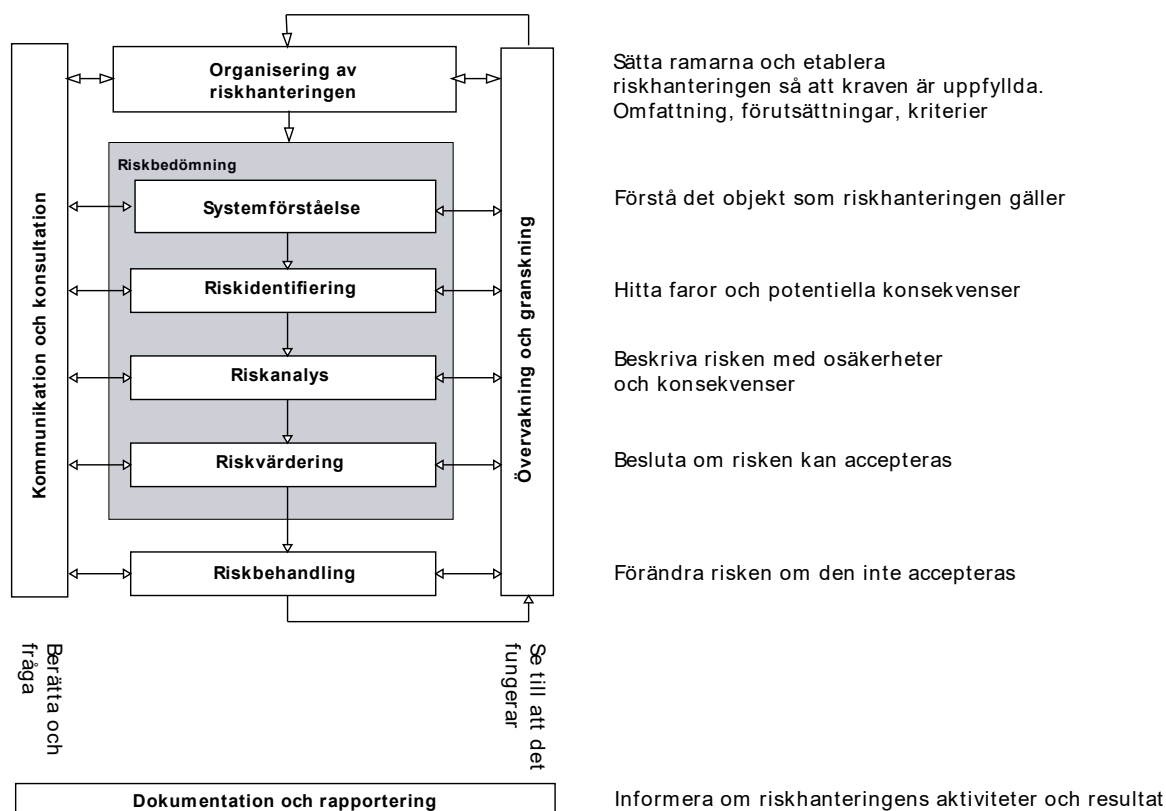 Organisering av
riskhanteringen
Sätta ramarna och etablera
riskhanteringen så att kraven är uppfyllda.
Omfattning, förutsättningar, kriterier
Riskbedömning
Systemförståelse
Förstå det objekt som riskhanteringen gäller
Riskidentifiering
Hitta faror och potentiella konsekvenser
Riskanalys
Beskriva risken med osäkerheter
och konsekvenser
Riskvärdering
Besluta om risken kan accepteras
Riskbehandling
Förändra risken om den inte accepteras
Kommunikation och konsultation
Övervakning och granskning
Berätta och
fråga
Se till att det
fungerar
Dokumentation och rapportering
Informera om riskhanteringens aktiviteter och resultat